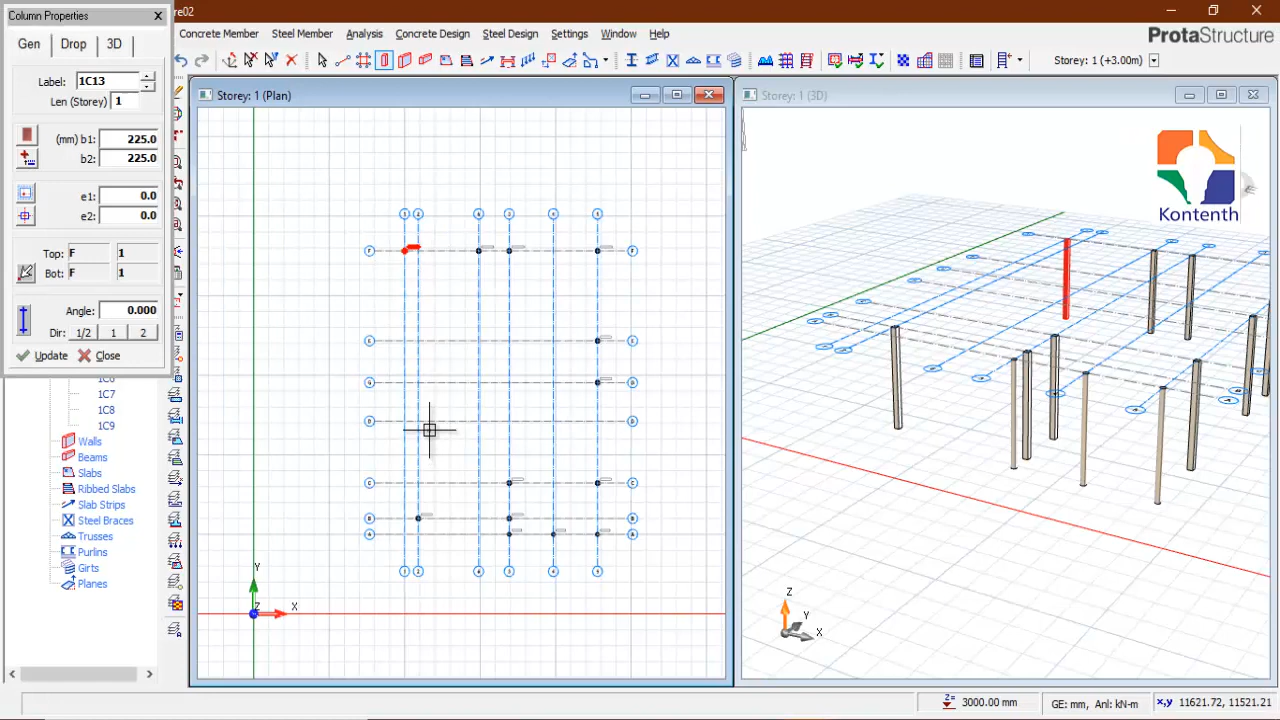 Column Properties
re02
Concrete Member Steel Member Analysis Concrete Design Steel Design Settings Window Help
ProtaStructure
Gen Drop 3D
Storey: 1 (+3.00m)
Label: 1C13
Len (Storey) 1
(mm) b1: 225.0
b2: 225.0
e1: 0.0
e2: 0.0
Top: F 1
Bot: F 1
Angle: 0.000
Dir: 1/2 1 2
Update Close
1C6
1C7
1C8
1C9
Walls
Beams
Slabs
Ribbed Slabs
Slab Strips
Steel Braces
Trusses
Purlins
Girts
Planes
Storey: 1 (Plan)
Y
Z X
Storey: 1 (3D)
Kontenth
Z
Y
X
Z= 3000.00 mm GE: mm, Anl: kN-m x,y 11621.72, 11521.21